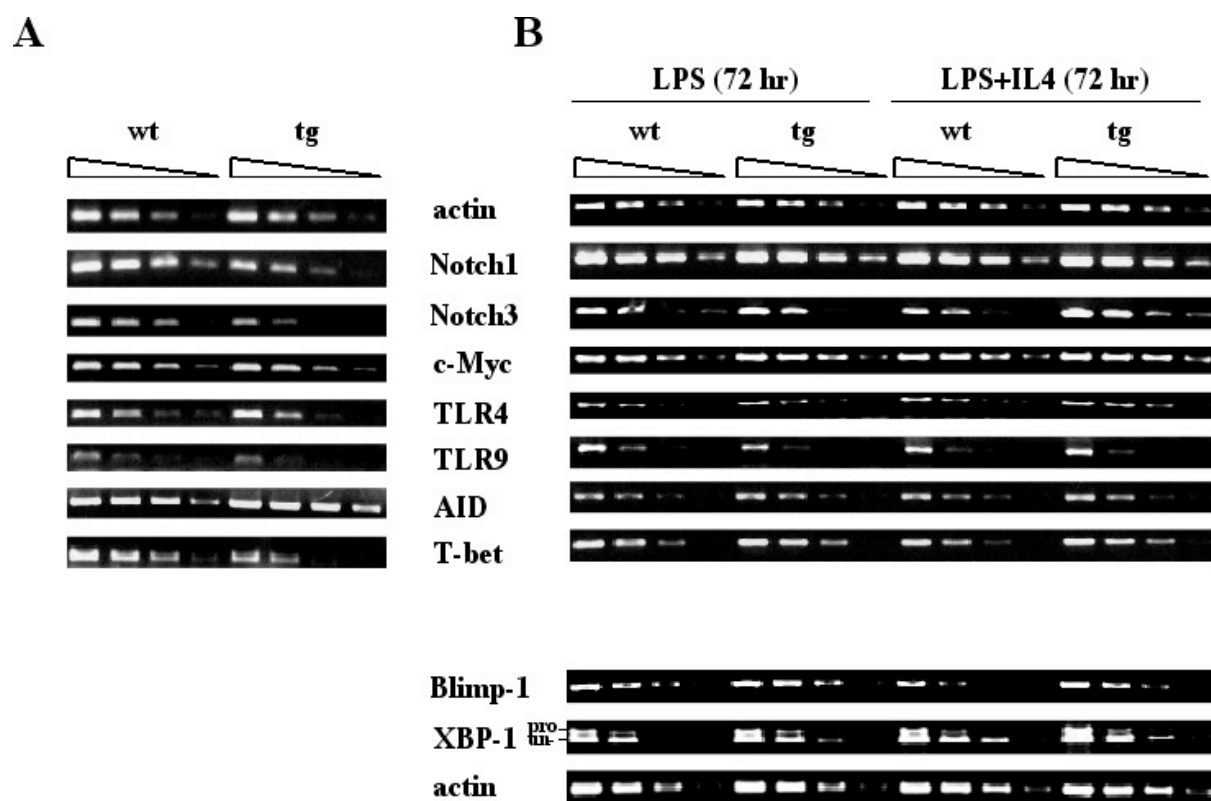 A
B
LPS (72 hr)
LPS+IL4 (72 hr)
wt
tg
wt
tg
wt
tg
actin
Notch1
Notch3
c-Myc
TLR4
TLR9
AID
T-bet
Blimp-1
XBP-1 pro-
un-
actin